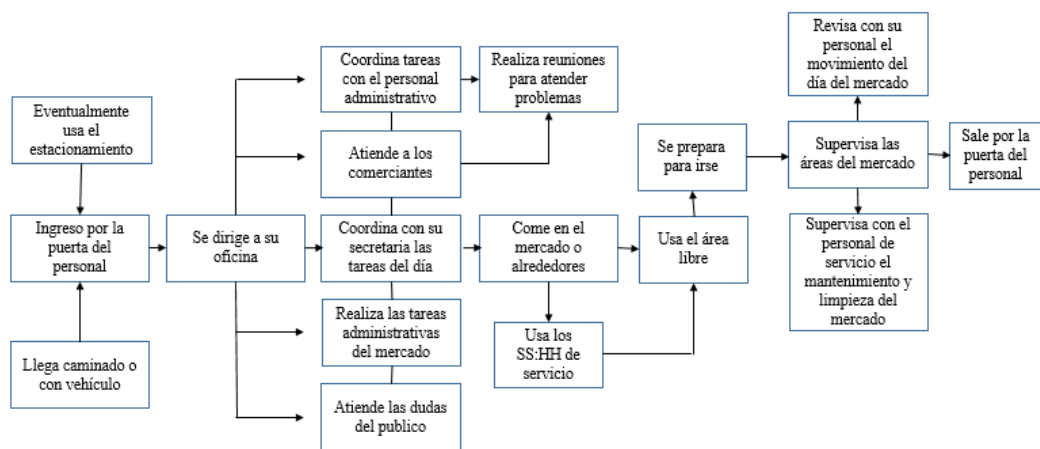 Eventualmente
usa el
estacionamiento
Ingreso por la
puerta del
personal
Llega caminado o
con vehículo
Se dirige a su
oficina
Coordina tareas
con el personal
administrativo
Atiende a los
comerciantes
Coordina con su
secretaria las
tareas del día
Realiza las tareas
administrativas
del mercado
Atiende las dudas
del publico
Realiza reuniones
para atender
problemas
Come en el
mercado o
alrededores
Usa los
SS:HH de
servicio
Se prepara
para irse
Usa el área
libre
Revisa con su
personal el
movimiento del
día del mercado
Supervisa las
áreas del mercado
Supervisa con el
personal de
servicio el
mantenimiento y
limpieza del
mercado
Sale por la
puerta del
personal